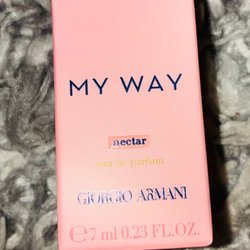 MY WAY
nectar
eau de parfum
GIORGIO ARMANI
℮ 7 ml 0.23 FL.OZ.